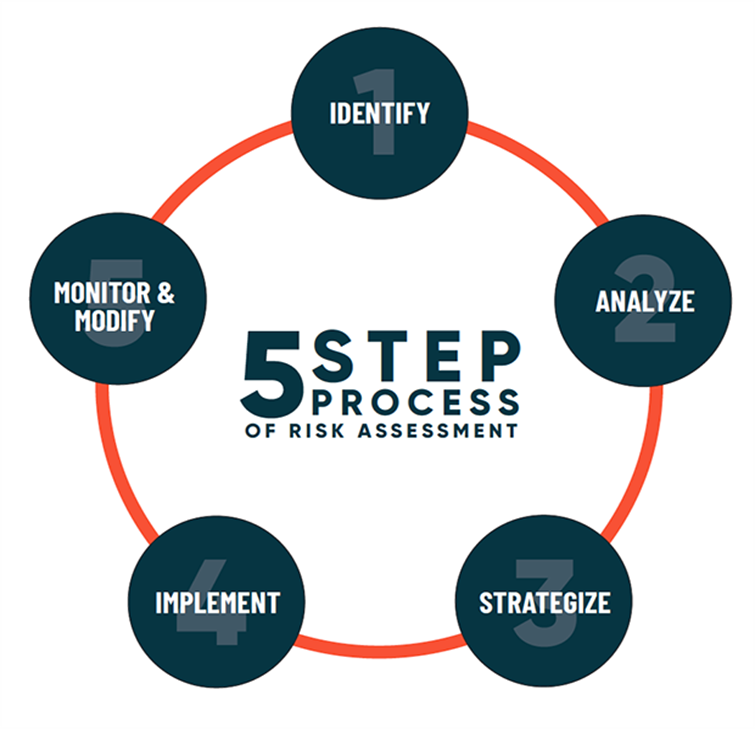 1
IDENTIFY
2
ANALYZE
3
STRATEGIZE
4
IMPLEMENT
5
MONITOR &
MODIFY
5 STEP
PROCESS
OF RISK ASSESSMENT